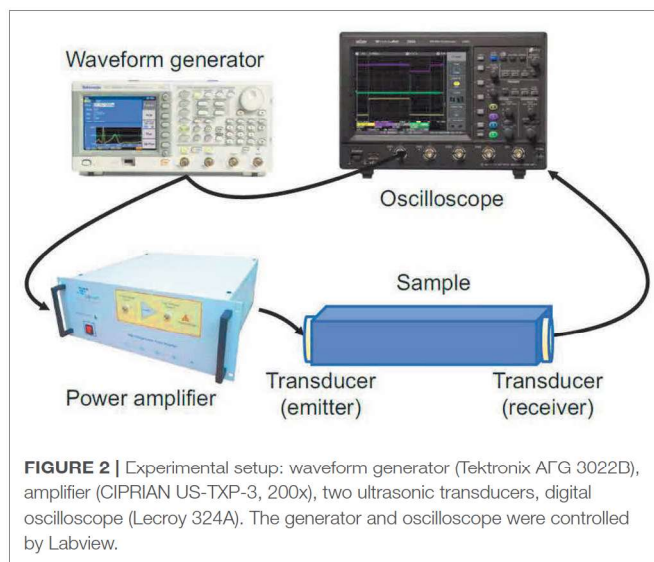 Waveform generator
Tektronix
Oscilloscope
Sample
Power amplifier
Transducer
(emitter)
Transducer
(receiver)
FIGURE 2 | Experimental setup: waveform generator (Tektronix AFG 3022B),
amplifier (CIPRIAN US-TXP-3, 200x), two ultrasonic transducers, digital
oscilloscope (Lecroy 324A). The generator and oscilloscope were controlled
by Labview.